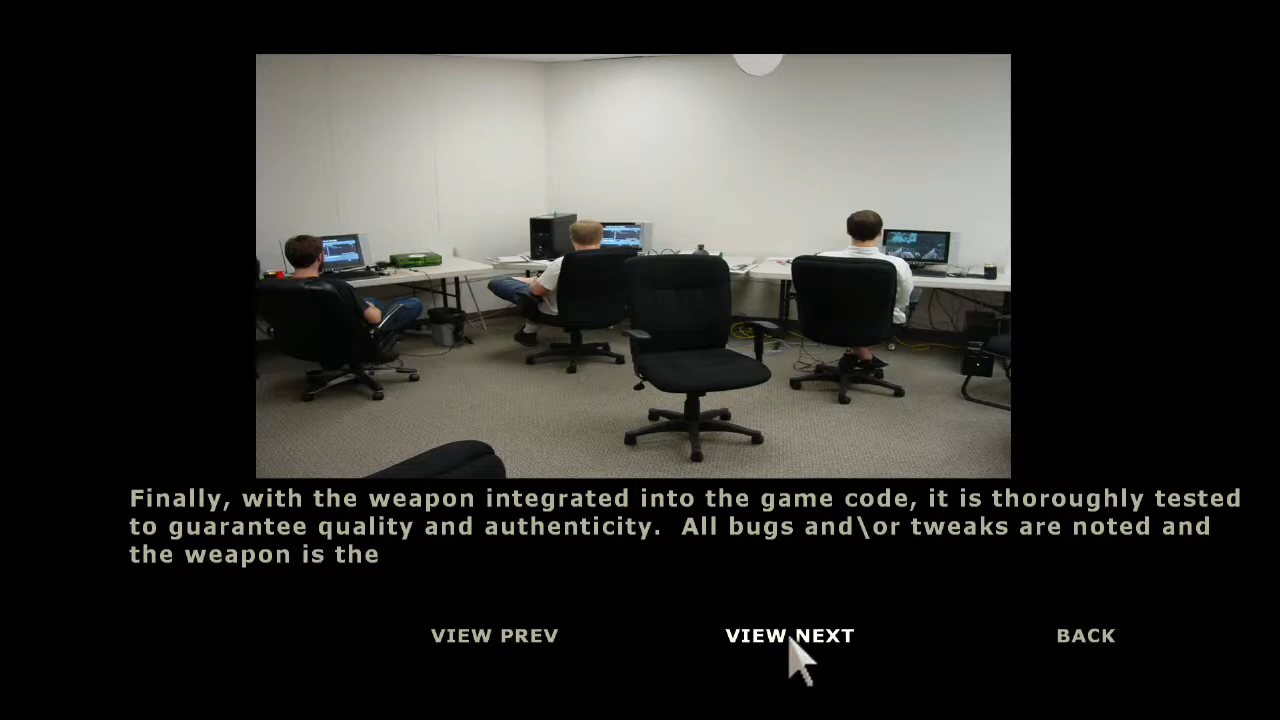 Finally, with the weapon integrated into the game code, it is thoroughly tested
to guarantee quality and authenticity.  All bugs and\or tweaks are noted and
the weapon is the
VIEW PREV
VIEW NEXT
BACK